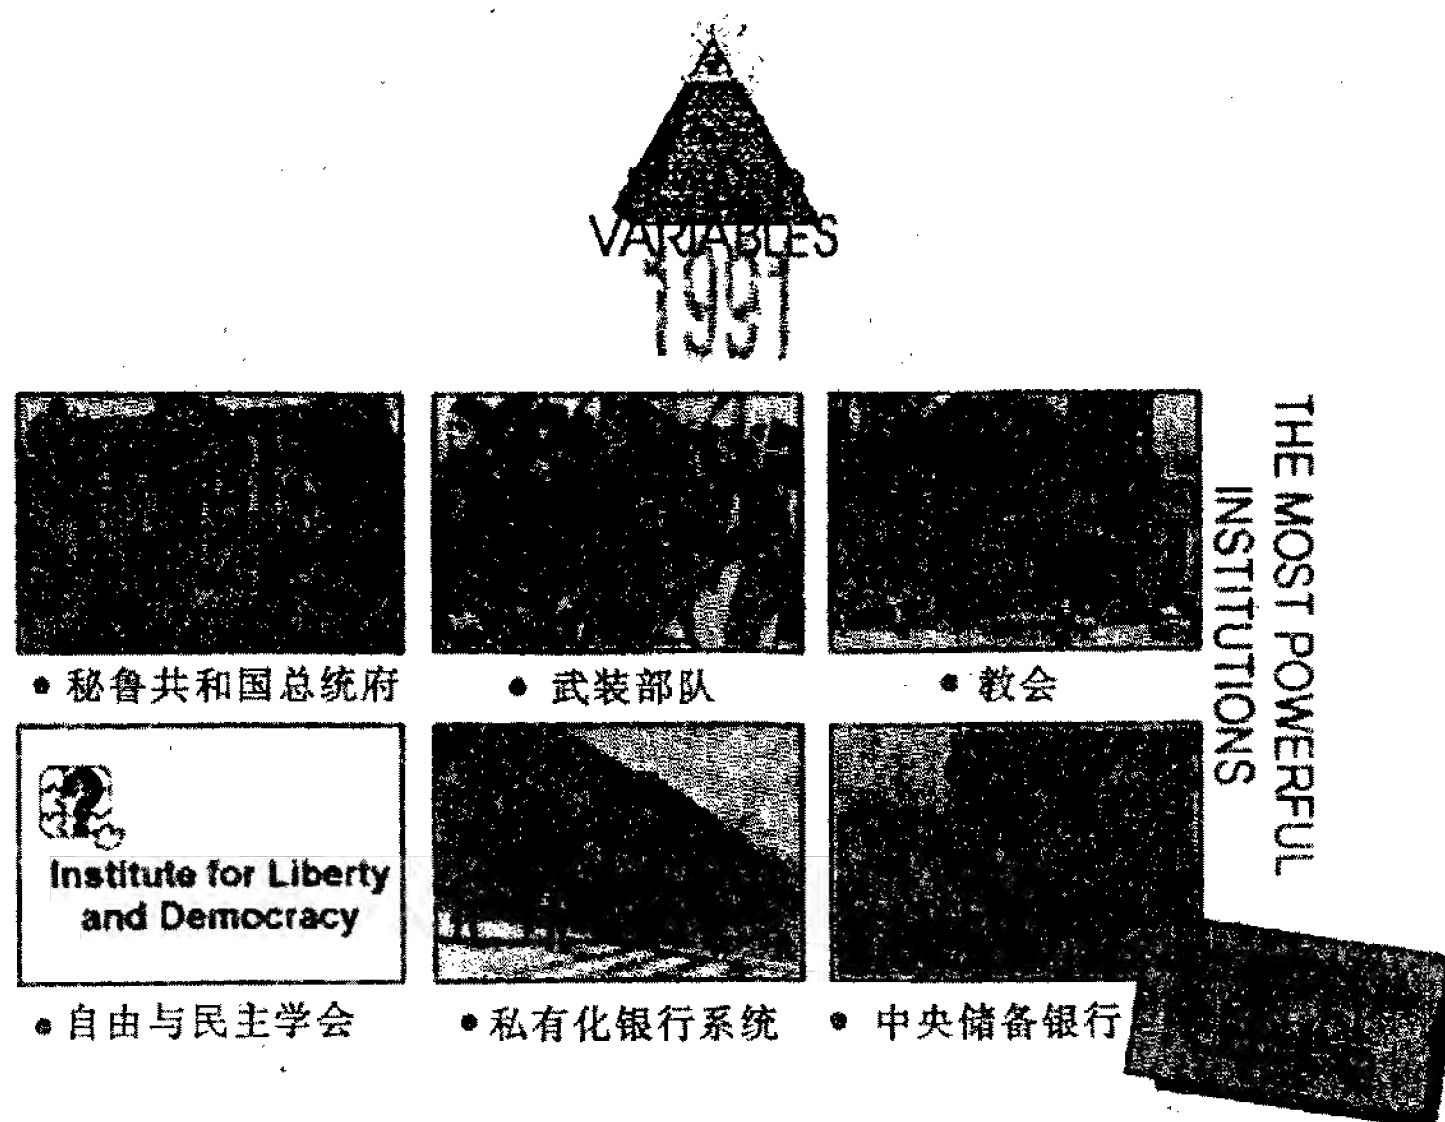 VARIABLES
1991
THE MOST POWERFUL
INSTITUTIONS
• 秘鲁共和国总统府
• 武装部队
• 教会
?
Institute for Liberty
and Democracy
• 自由与民主学会
• 私有化银行系统
• 中央储备银行